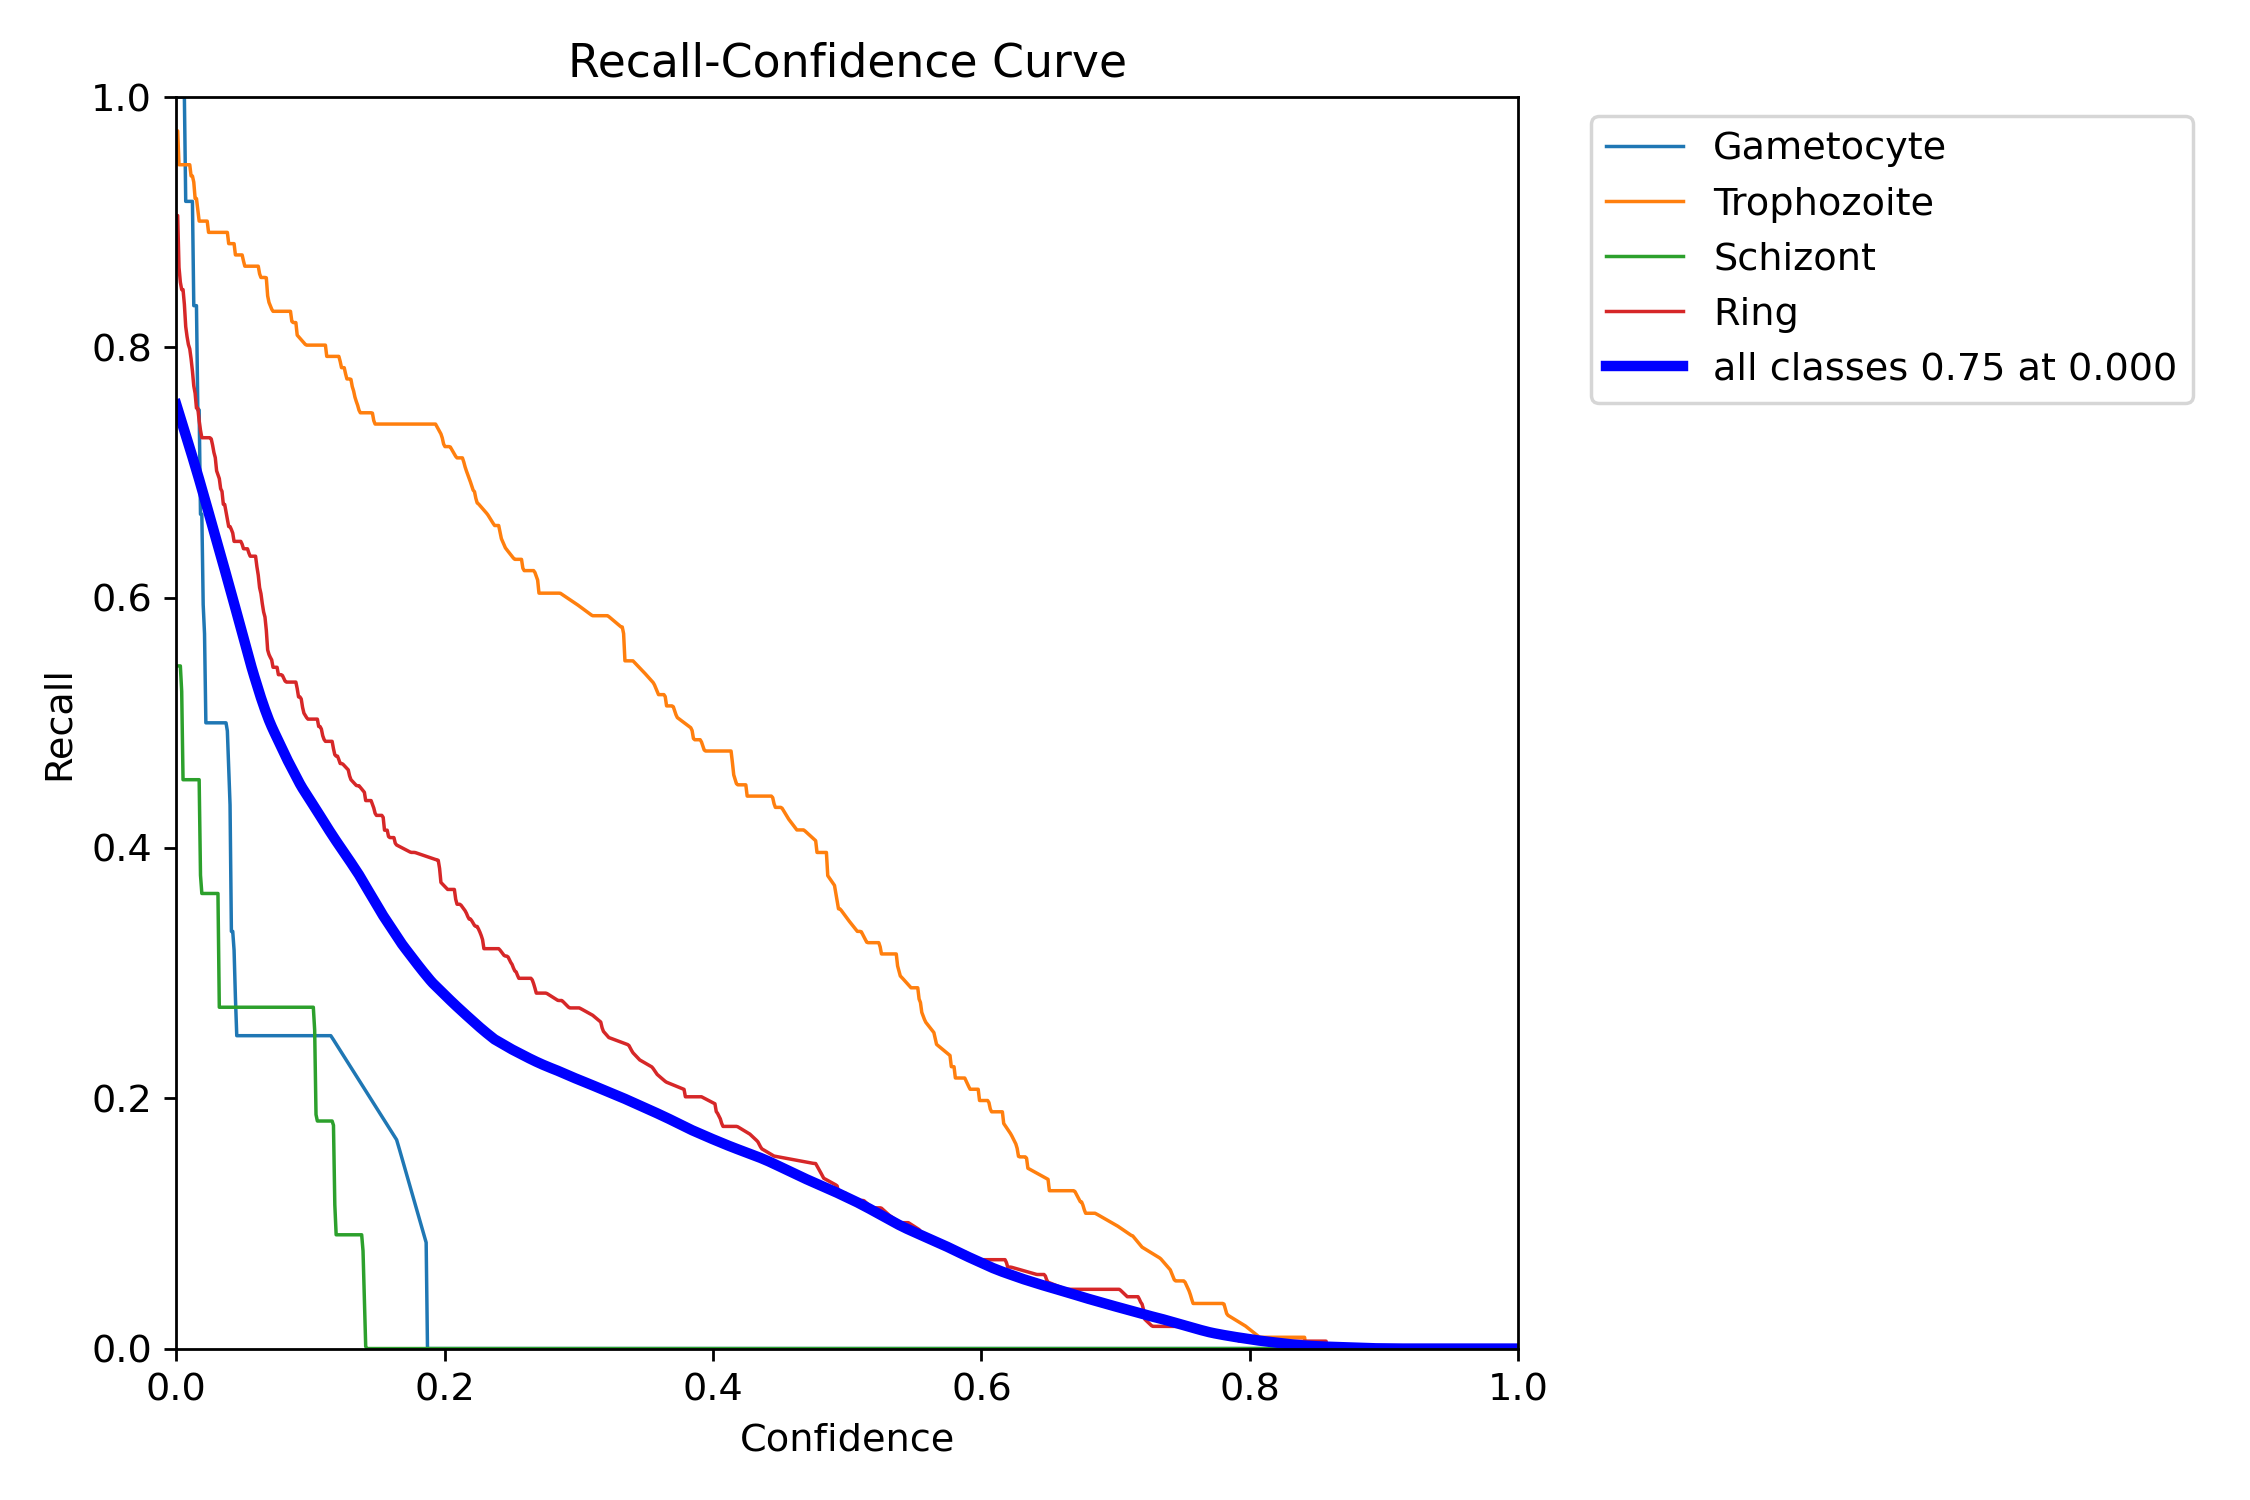 Recall-Confidence Curve
1.0
0.8
0.6
0.4
0.2
0.0
Recall
0.0 0.2 0.4 0.6 0.8 1.0
Confidence
Gametocyte
Trophozoite
Schizont
Ring
all classes 0.75 at 0.000